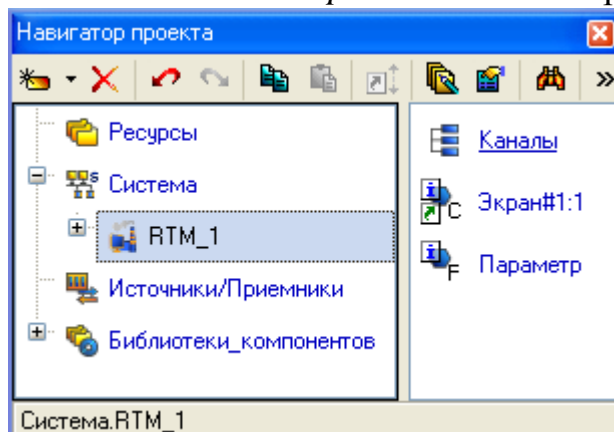 Навигатор проекта
Ресурсы
Система
RTM_1
Источники/Приемники
Библиотеки_компонентов
Каналы
Экран#1:1
Параметр
Система.RTM_1